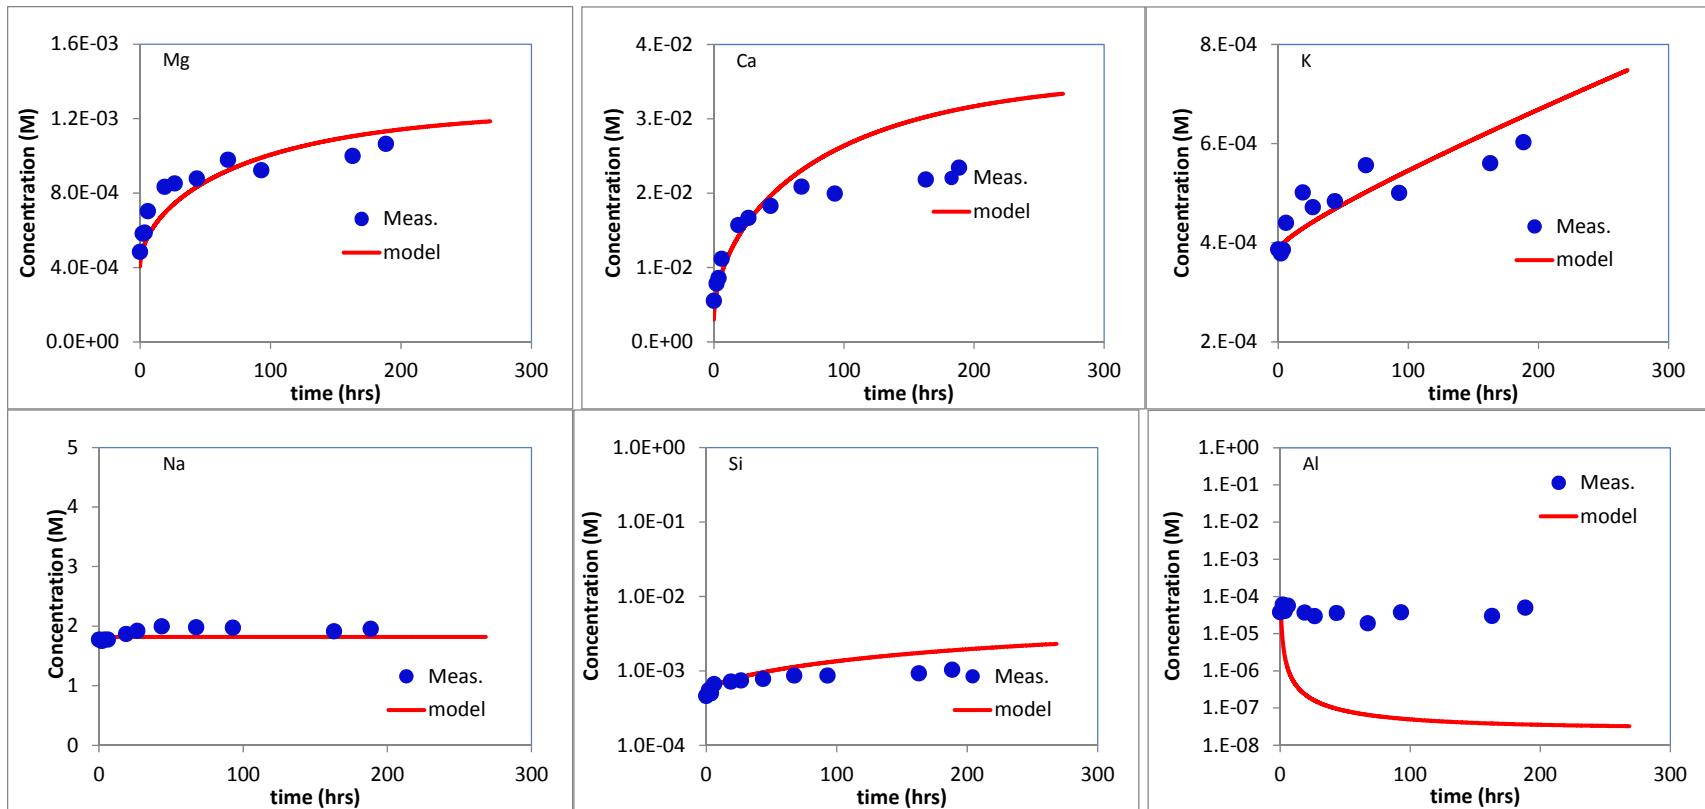 Mg
Concentration (M)
1.6E-03
1.2E-03
8.0E-04
4.0E-04
0.0E+00
0
100
200
300
time (hrs)
Meas.
model
Ca
Concentration (M)
4.E-02
3.E-02
2.E-02
1.E-02
0.E+00
0
100
200
300
time (hrs)
Meas.
model
K
Concentration (M)
8.E-04
6.E-04
4.E-04
2.E-04
0
100
200
300
time (hrs)
Meas.
model
Na
Concentration (M)
5
4
3
2
1
0
0
100
200
300
time (hrs)
Meas.
model
Si
Concentration (M)
1.0E+00
1.0E-01
1.0E-02
1.0E-03
1.0E-04
0
100
200
300
time (hrs)
Meas.
model
Al
Concentration (M)
1.E+00
1.E-01
1.E-02
1.E-03
1.E-04
1.E-05
1.E-06
1.E-07
1.E-08
0
100
200
300
time (hrs)
Meas.
model